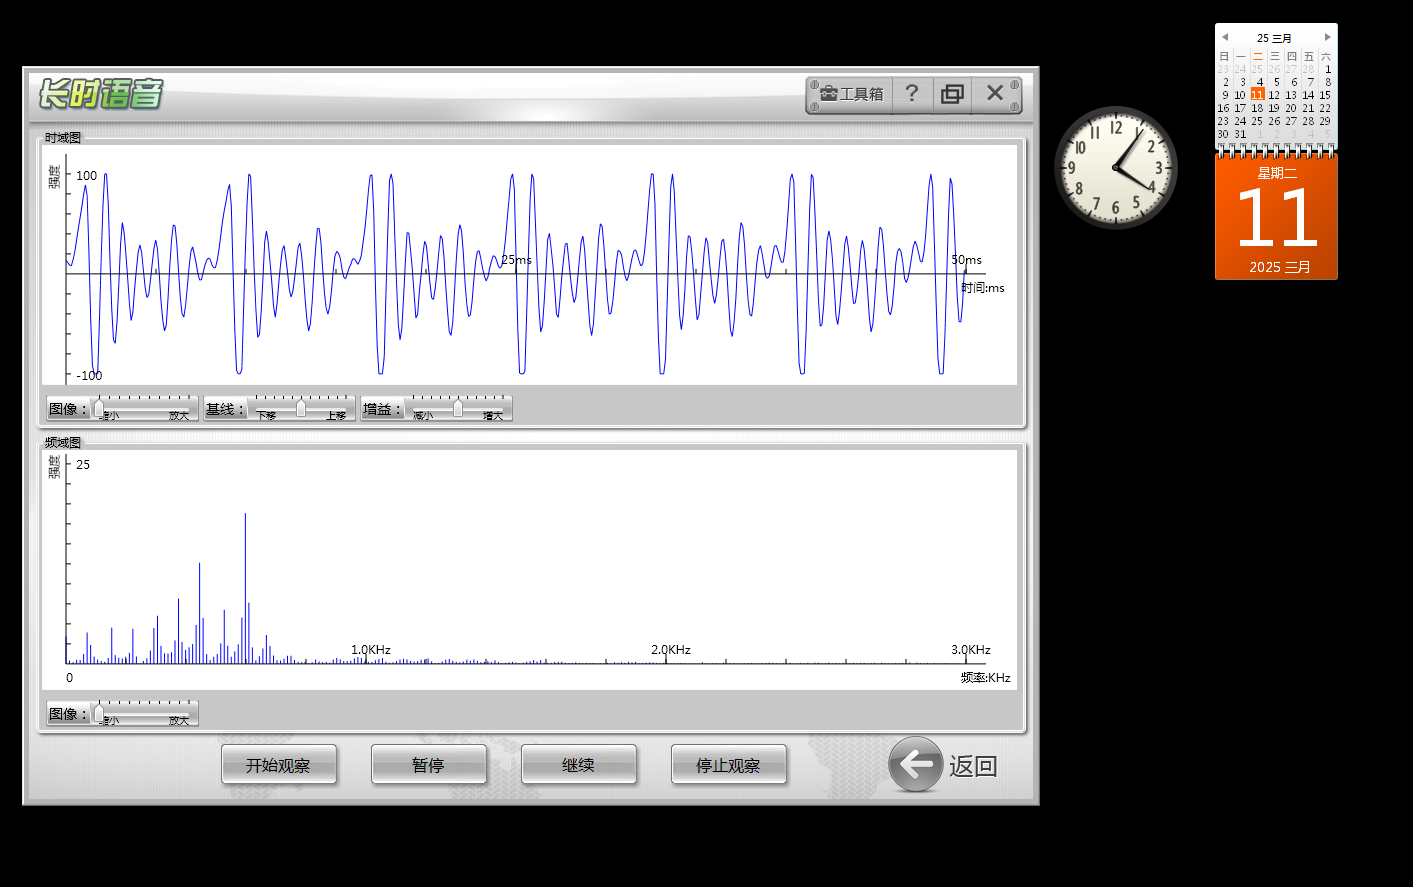 长时语音
工具箱
?
时域图
强度
100
25ms
50ms
时间:ms
-100
图像：
缩小
放大
基线：
下移
上移
增益：
减小
增大
频域图
强度
25
1.0KHz
2.0KHz
3.0KHz
0
频率:KHz
图像：
缩小
放大
开始观察
暂停
继续
停止观察
返回
12
1
2
3
4
5
6
7
8
9
10
11
25 三月
日 一 二 三 四 五 六
23 24 25 26 27 28 1
2 3 4 5 6 7 8
9 10 11 12 13 14 15
16 17 18 19 20 21 22
23 24 25 26 27 28 29
30 31 1 2 3 4 5
星期二
11
2025 三月